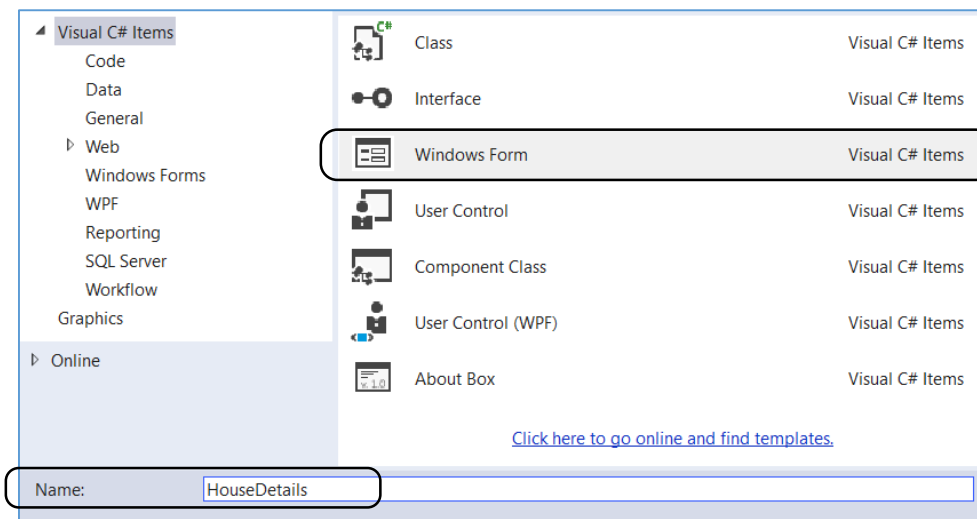 Visual C# Items
Code
Data
General
Web
Windows Forms
WPF
Reporting
SQL Server
Workflow
Graphics
Online
C#
Class Visual C# Items
Interface Visual C# Items
Windows Form Visual C# Items
User Control Visual C# Items
Component Class Visual C# Items
User Control (WPF) Visual C# Items
v. 1.0
About Box Visual C# Items
Click here to go online and find templates.
Name: HouseDetails